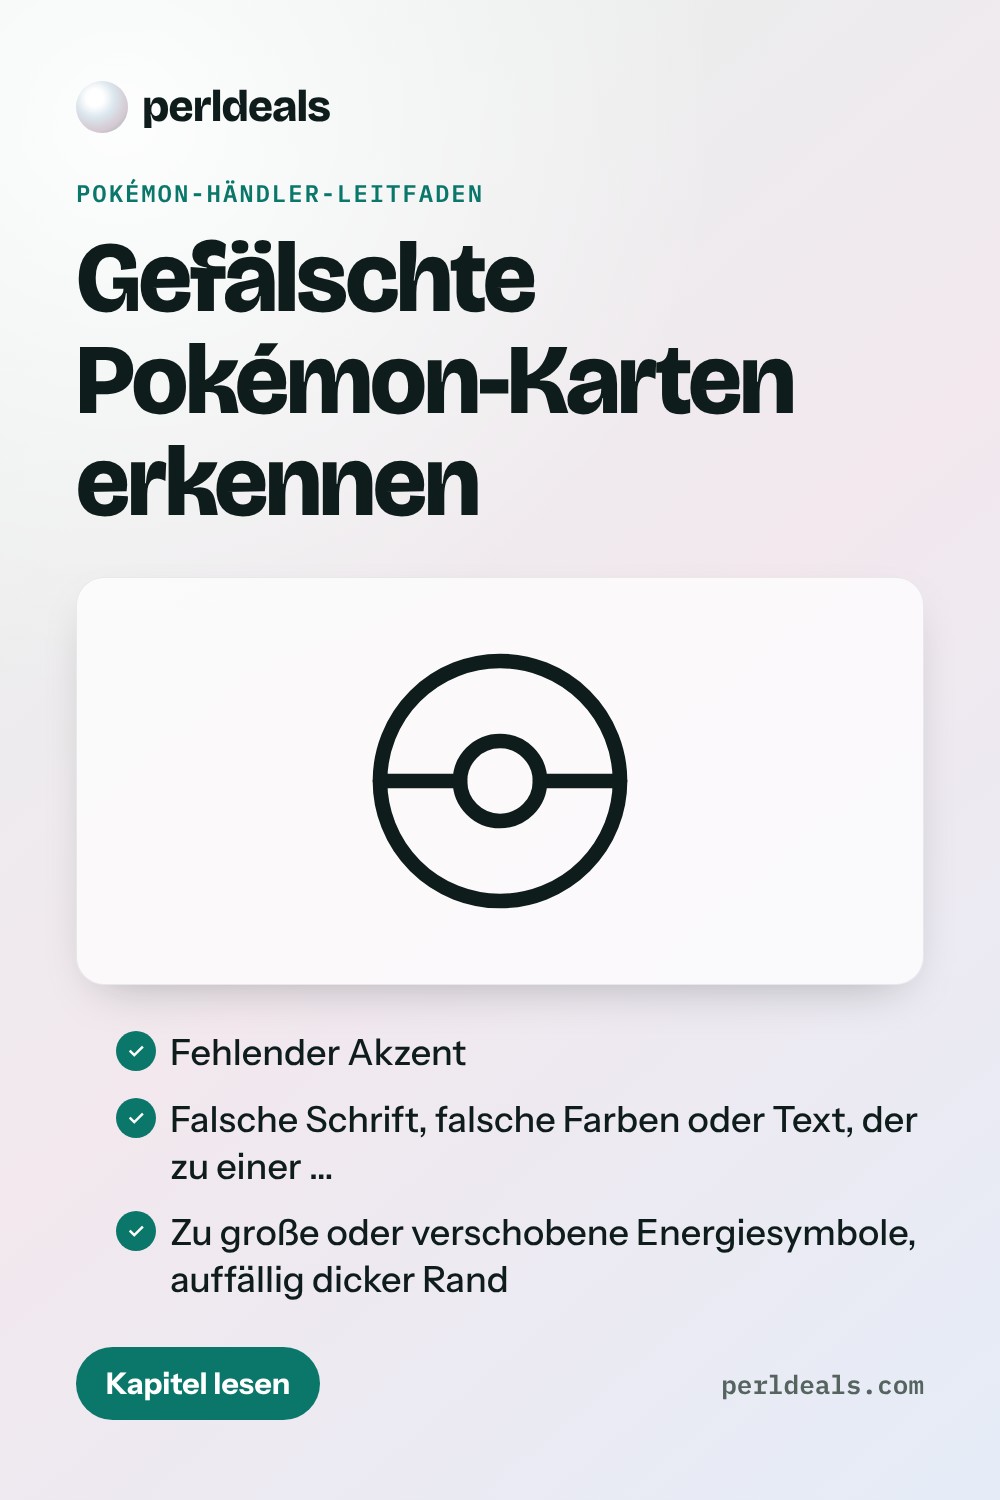 perldeals
POKÉMON-HÄNDLER-LEITFADEN
Gefälschte
Pokémon-Karten
erkennen
Fehlender Akzent
Falsche Schrift, falsche Farben oder Text, der
zu einer ...
Zu große oder verschobene Energiesymbole,
auffällig dicker Rand
Kapitel lesen
perldeals.com